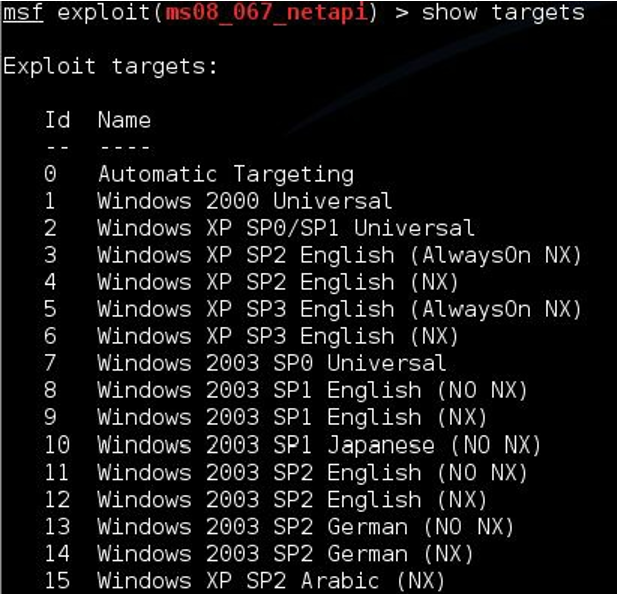 msf exploit(ms08_067_netapi) > show targets
Exploit targets:
Id Name
-- ----
0 Automatic Targeting
1 Windows 2000 Universal
2 Windows XP SP0/SP1 Universal
3 Windows XP SP2 English (AlwaysOn NX)
4 Windows XP SP2 English (NX)
5 Windows XP SP3 English (AlwaysOn NX)
6 Windows XP SP3 English (NX)
7 Windows 2003 SP0 Universal
8 Windows 2003 SP1 English (NO NX)
9 Windows 2003 SP1 English (NX)
10 Windows 2003 SP1 Japanese (NO NX)
11 Windows 2003 SP2 English (NO NX)
12 Windows 2003 SP2 English (NX)
13 Windows 2003 SP2 German (NO NX)
14 Windows 2003 SP2 German (NX)
15 Windows XP SP2 Arabic (NX)